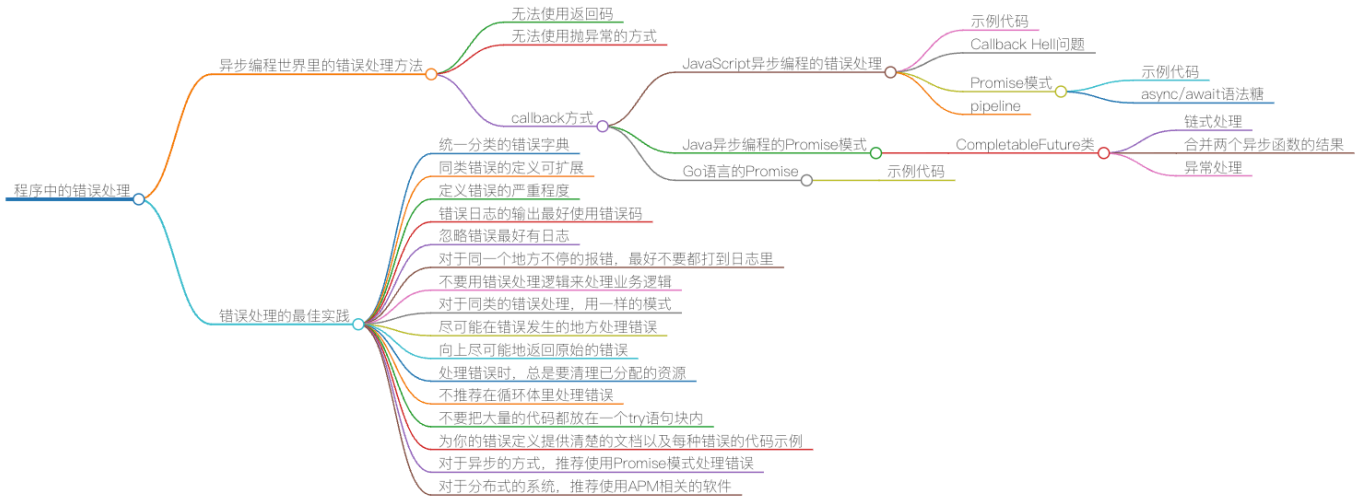 程序中的错误处理
异步编程世界里的错误处理方法
无法使用返回码
无法使用抛异常的方式
callback方式
JavaScript异步编程的错误处理
示例代码
Callback Hell问题
Promise模式
示例代码
async/await语法糖
pipeline
Java异步编程的Promise模式
CompletableFuture类
链式处理
合并两个异步函数的结果
异常处理
Go语言的Promise
示例代码
错误处理的最佳实践
统一分类的错误字典
同类错误的定义可扩展
定义错误的严重程度
错误日志的输出最好使用错误码
忽略错误最好有日志
对于同一个地方不停的报错，最好不要都打到日志里
不要用错误处理逻辑来处理业务逻辑
对于同类的错误处理，用一样的模式
尽可能在错误发生的地方处理错误
向上尽可能地返回原始的错误
处理错误时，总是要清理已分配的资源
不推荐在循环体里处理错误
不要把大量的代码都放在一个try语句块内
为你的错误定义提供清楚的文档以及每种错误的代码示例
对于异步的方式，推荐使用Promise模式处理错误
对于分布式的系统，推荐使用APM相关的软件